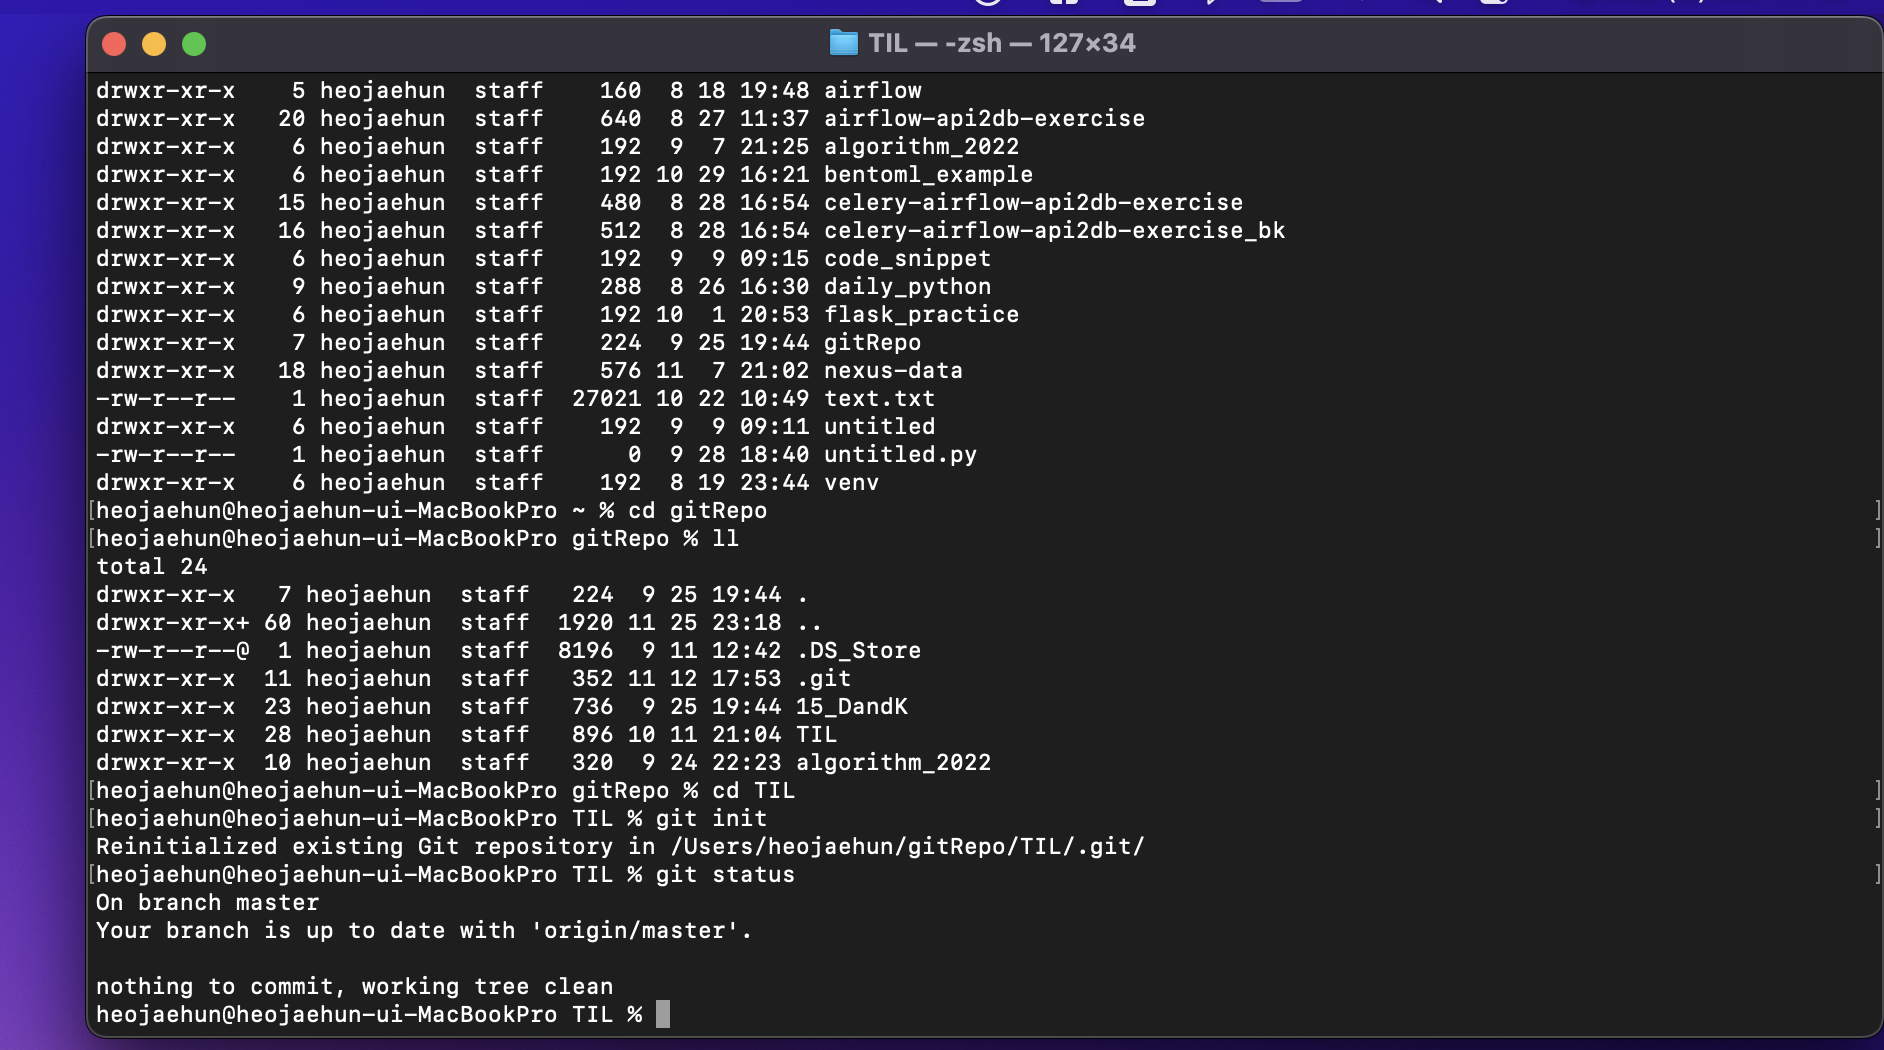 TIL — -zsh — 127×34
drwxr-xr-x    5 heojaehun  staff    160  8 18 19:48 airflow
drwxr-xr-x   20 heojaehun  staff    640  8 27 11:37 airflow-api2db-exercise
drwxr-xr-x    6 heojaehun  staff    192  9  7 21:25 algorithm_2022
drwxr-xr-x    6 heojaehun  staff    192 10 29 16:21 bentoml_example
drwxr-xr-x   15 heojaehun  staff    480  8 28 16:54 celery-airflow-api2db-exercise
drwxr-xr-x   16 heojaehun  staff    512  8 28 16:54 celery-airflow-api2db-exercise_bk
drwxr-xr-x    6 heojaehun  staff    192  9  9 09:15 code_snippet
drwxr-xr-x    9 heojaehun  staff    288  8 26 16:30 daily_python
drwxr-xr-x    6 heojaehun  staff    192 10  1 20:53 flask_practice
drwxr-xr-x    7 heojaehun  staff    224  9 25 19:44 gitRepo
drwxr-xr-x   18 heojaehun  staff    576 11  7 21:02 nexus-data
-rw-r--r--    1 heojaehun  staff  27021 10 22 10:49 text.txt
drwxr-xr-x    6 heojaehun  staff    192  9  9 09:11 untitled
-rw-r--r--    1 heojaehun  staff      0  9 28 18:40 untitled.py
drwxr-xr-x    6 heojaehun  staff    192  8 19 23:44 venv
[heojaehun@heojaehun-ui-MacBookPro ~ % cd gitRepo ]
[heojaehun@heojaehun-ui-MacBookPro gitRepo % ll ]
total 24
drwxr-xr-x   7 heojaehun  staff   224  9 25 19:44 .
drwxr-xr-x+ 60 heojaehun  staff  1920 11 25 23:18 ..
-rw-r--r--@  1 heojaehun  staff  8196  9 11 12:42 .DS_Store
drwxr-xr-x  11 heojaehun  staff   352 11 12 17:53 .git
drwxr-xr-x  23 heojaehun  staff   736  9 25 19:44 15_DandK
drwxr-xr-x  28 heojaehun  staff   896 10 11 21:04 TIL
drwxr-xr-x  10 heojaehun  staff   320  9 24 22:23 algorithm_2022
[heojaehun@heojaehun-ui-MacBookPro gitRepo % cd TIL ]
[heojaehun@heojaehun-ui-MacBookPro TIL % git init ]
Reinitialized existing Git repository in /Users/heojaehun/gitRepo/TIL/.git/
[heojaehun@heojaehun-ui-MacBookPro TIL % git status ]
On branch master
Your branch is up to date with 'origin/master'.
nothing to commit, working tree clean
heojaehun@heojaehun-ui-MacBookPro TIL %